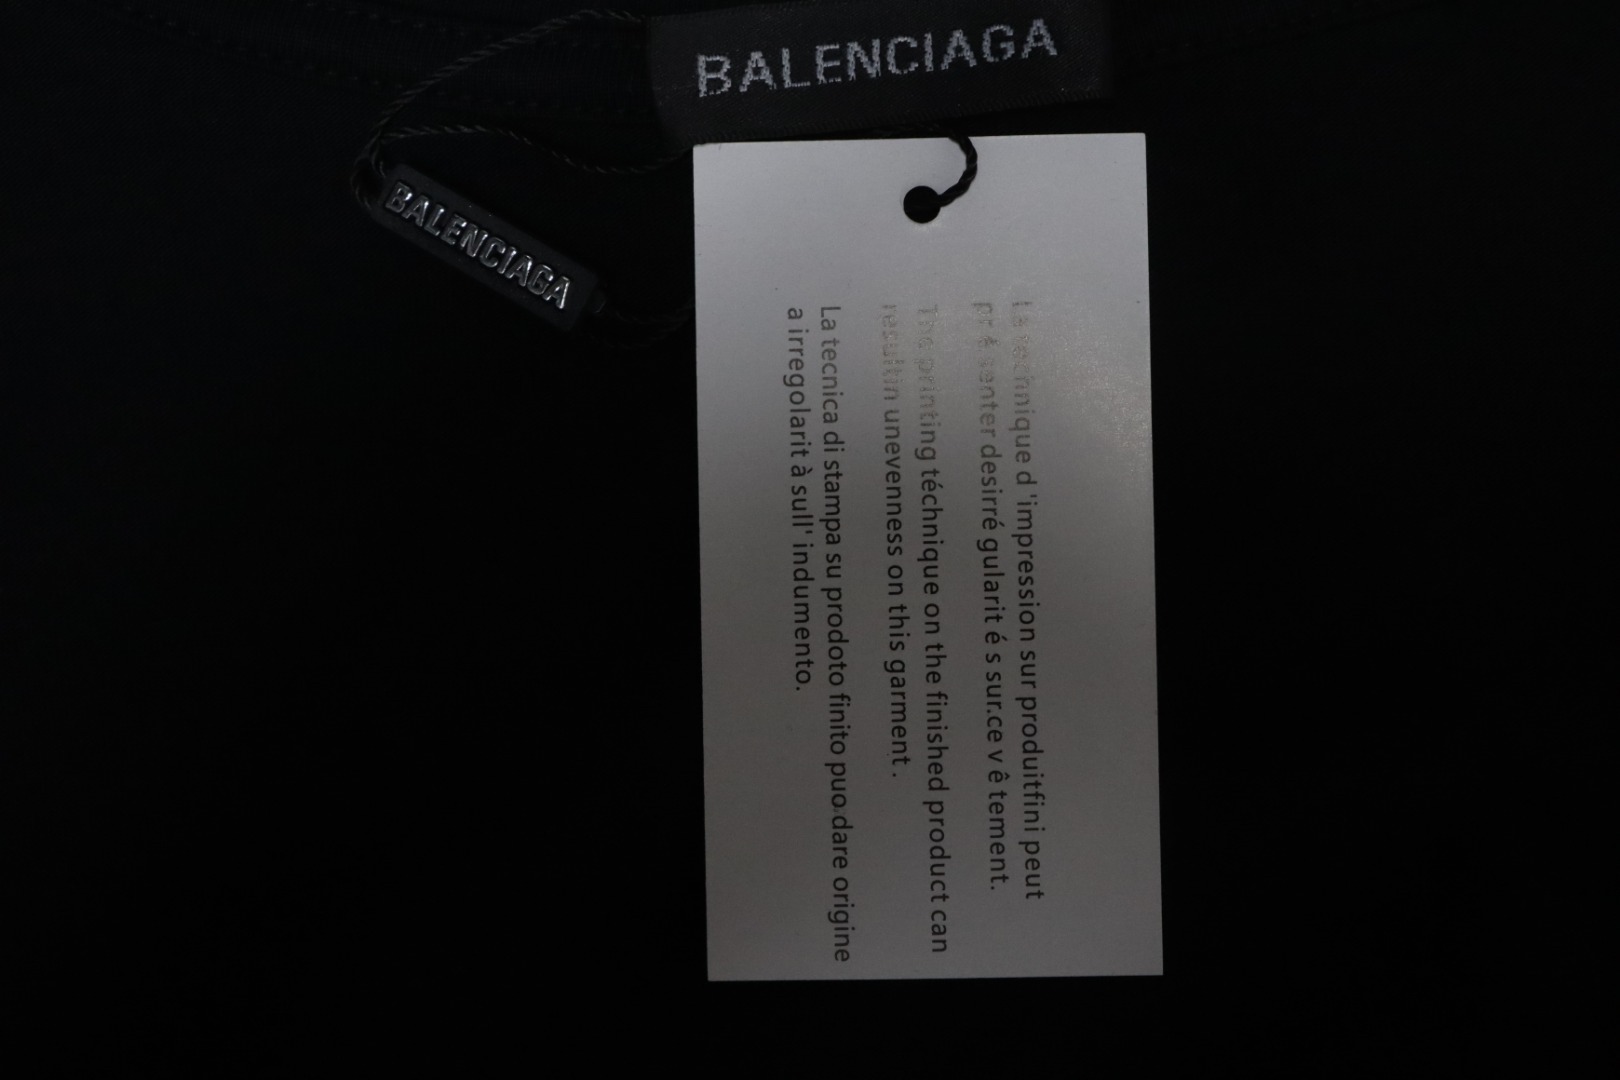 BALENCIAGA
BALENCIAGA
La technique d 'impression sur produitfini peut
pr é senter desirré gularit é s sur.ce v ê tement.
The printing téchnique on the finished product can
resultin unevenness on this garment .
La tecnica di stampa su prodoto finito puo.dare origine
a irregolarit à sull' indumento.